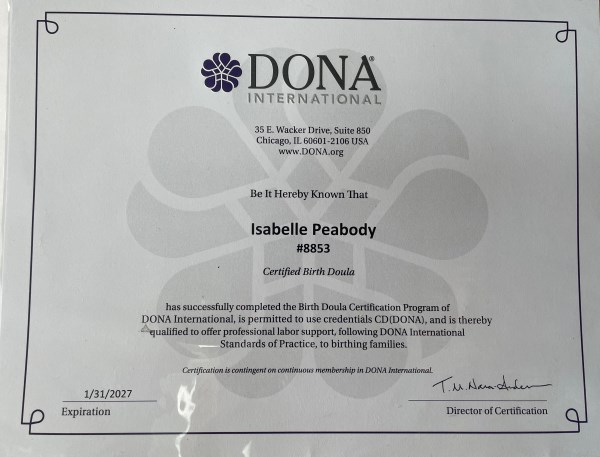 DONA®
INTERNATIONAL
35 E. Wacker Drive, Suite 850
Chicago, IL 60601-2106 USA
www.DONA.org
Be It Hereby Known That
Isabelle Peabody
#8853
Certified Birth Doula
has successfully completed the Birth Doula Certification Program of
DONA International, is permitted to use credentials CD(DONA), and is thereby
qualified to offer professional labor support, following DONA International
Standards of Practice, to birthing families.
Certification is contingent on continuous membership in DONA International.
1/31/2027
Expiration
Director of Certification